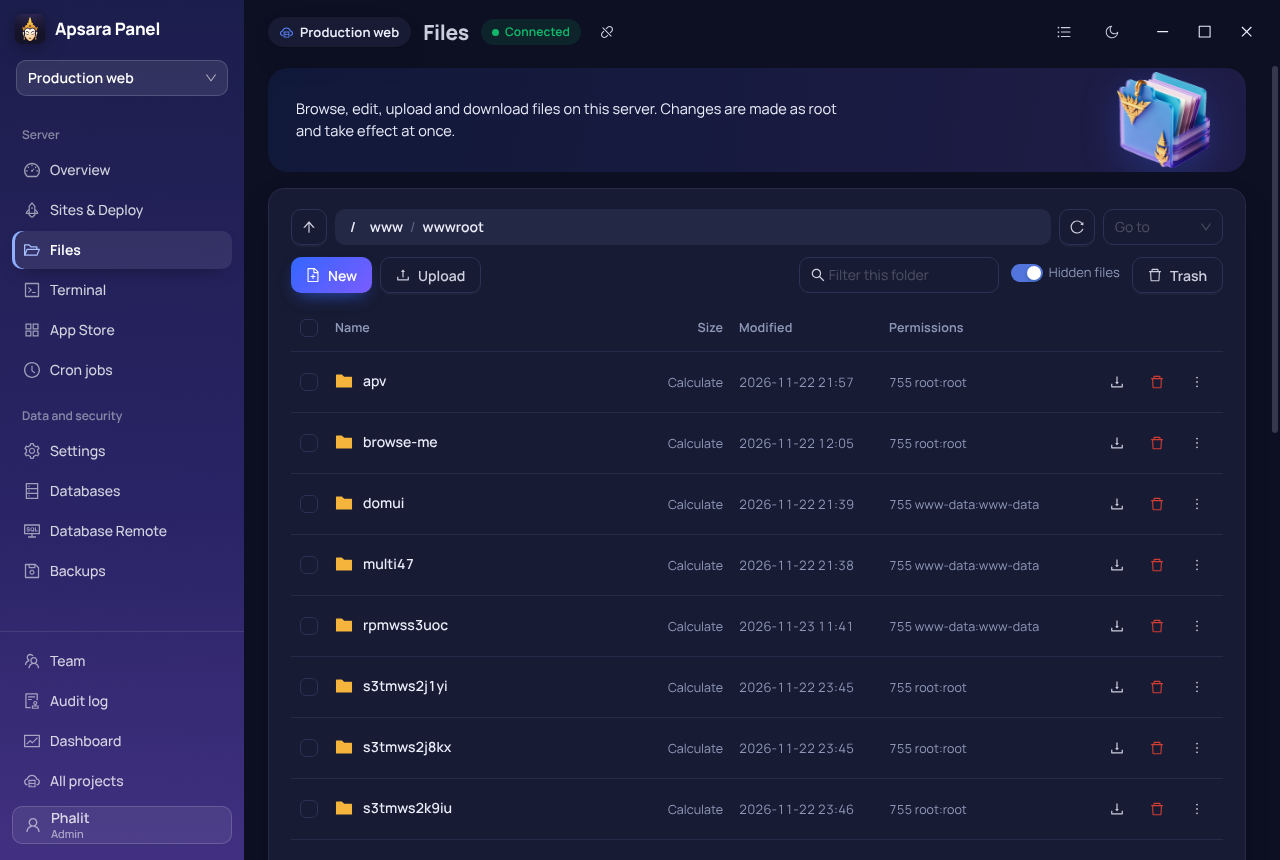 Apsara Panel
Production web
Server
Overview
Sites & Deploy
Files
Terminal
App Store
Cron jobs
Data and security
Settings
Databases
Database Remote
Backups
Team
Audit log
Dashboard
All projects
Phalit
Admin
Production web Files Connected
Browse, edit, upload and download files on this server. Changes are made as root
and take effect at once.
/ www / wwwroot Go to
New Upload Filter this folder Hidden files Trash
Name Size Modified Permissions
apv Calculate 2026-11-22 21:57 755 root:root
browse-me Calculate 2026-11-22 12:05 755 root:root
domui Calculate 2026-11-22 21:39 755 www-data:www-data
multi47 Calculate 2026-11-22 21:38 755 www-data:www-data
rpmwss3uoc Calculate 2026-11-23 11:41 755 www-data:www-data
s3tmws2j1yi Calculate 2026-11-22 23:45 755 root:root
s3tmws2j8kx Calculate 2026-11-22 23:45 755 root:root
s3tmws2k9iu Calculate 2026-11-22 23:46 755 root:root